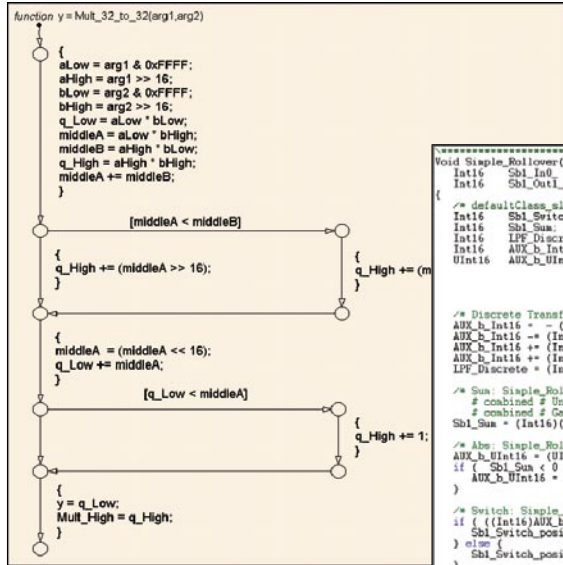 function y = Mult_32_to_32(arg1,arg2)
{
aLow = arg1 & 0xFFFF;
aHigh = arg1 >> 16;
bLow = arg2 & 0xFFFF;
bHigh = arg2 >> 16;
q_Low = aLow * bLow;
middleA = aLow * bHigh;
middleB = aHigh * bLow;
q_High = aHigh * bHigh;
middleA += middleB;
}
[middleA < middleB]
{
q_High += (middleA >> 16);
}
{
q_High += (m
}
{
middleA = (middleA << 16);
q_Low += middleA;
}
[q_Low < middleA]
{
q_High += 1;
}
{
y = q_Low;
Mult_High = q_High;
}
Void Simple_Rollover(
Int16 Sb1_In0_
Int16 Sb1_Out1_
{
/* defaultClass_sl
Int16 Sb1_Switc
Int16 Sb1_Sum;
Int16 LPF_Discr
Int16 AUX_b_Int
UInt16 AUX_b_UIn
/* Discrete Transf
AUX_b_Int16 = - (
AUX_b_Int16 -= (In
AUX_b_Int16 += (In
AUX_b_Int16 += (In
LPF_Discrete = (In
/* Sum: Simple_Rol
# combined # Un
# combined # Ga
Sb1_Sum = (Int16)(
/* Abs: Simple_Rol
AUX_b_UInt16 = (UI
if ( Sb1_Sum < 0
AUX_b_UInt16 =
}
/* Switch: Simple_
if ( ((Int16)AUX_b
Sb1_Switch_posi
} else {
Sb1_Switch_posi
}